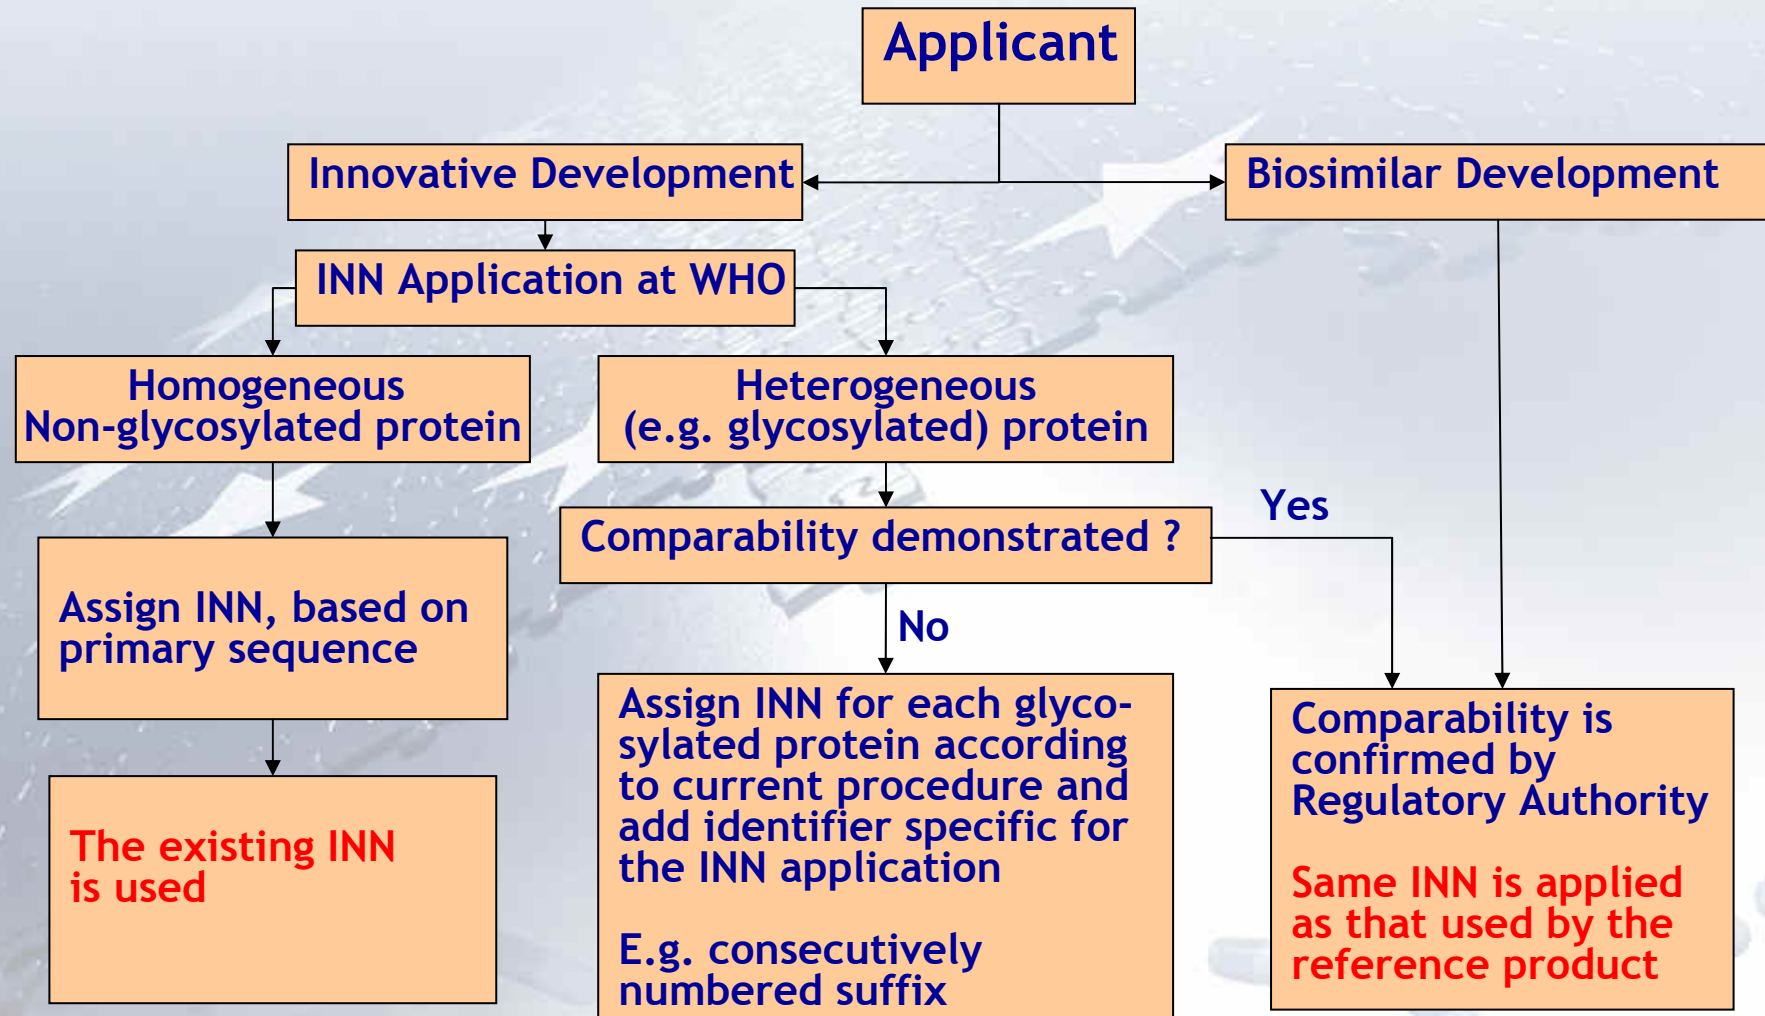 Applicant
Innovative Development
Biosimilar Development
INN Application at WHO
Homogeneous
Non-glycosylated protein
Heterogeneous
(e.g. glycosylated) protein
Comparability demonstrated ?
Yes
No
Assign INN, based on
primary sequence
The existing INN
is used
Assign INN for each glyco-
sylated protein according
to current procedure and
add identifier specific for
the INN application
E.g. consecutively
numbered suffix
Comparability is
confirmed by
Regulatory Authority
Same INN is applied
as that used by the
reference product